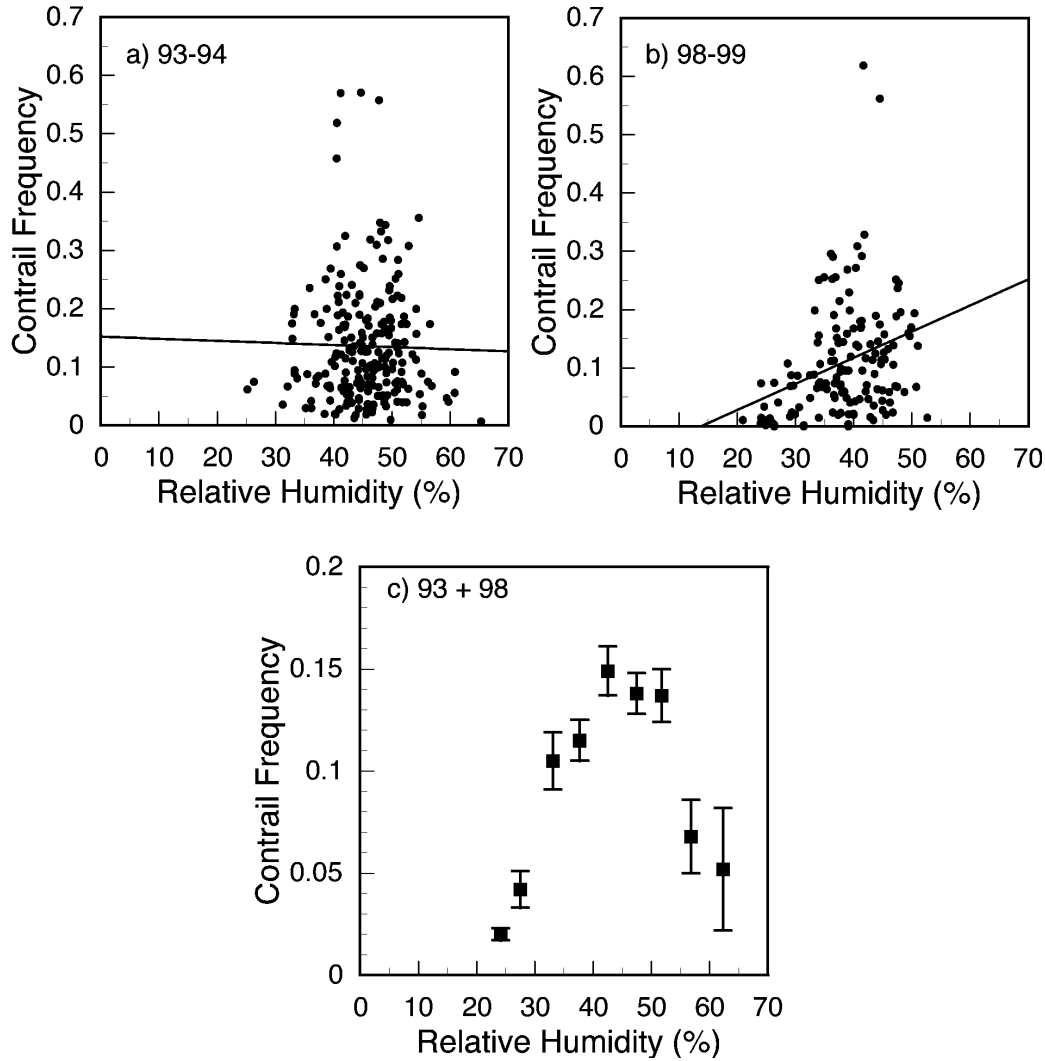 a) 93-94
Contrail Frequency
0.7
0.6
0.5
0.4
0.3
0.2
0.1
0
0 10 20 30 40 50 60 70
Relative Humidity (%)
b) 98-99
Contrail Frequency
0.7
0.6
0.5
0.4
0.3
0.2
0.1
0
0 10 20 30 40 50 60 70
Relative Humidity (%)
c) 93 + 98
Contrail Frequency
0.2
0.15
0.1
0.05
0
0 10 20 30 40 50 60 70
Relative Humidity (%)